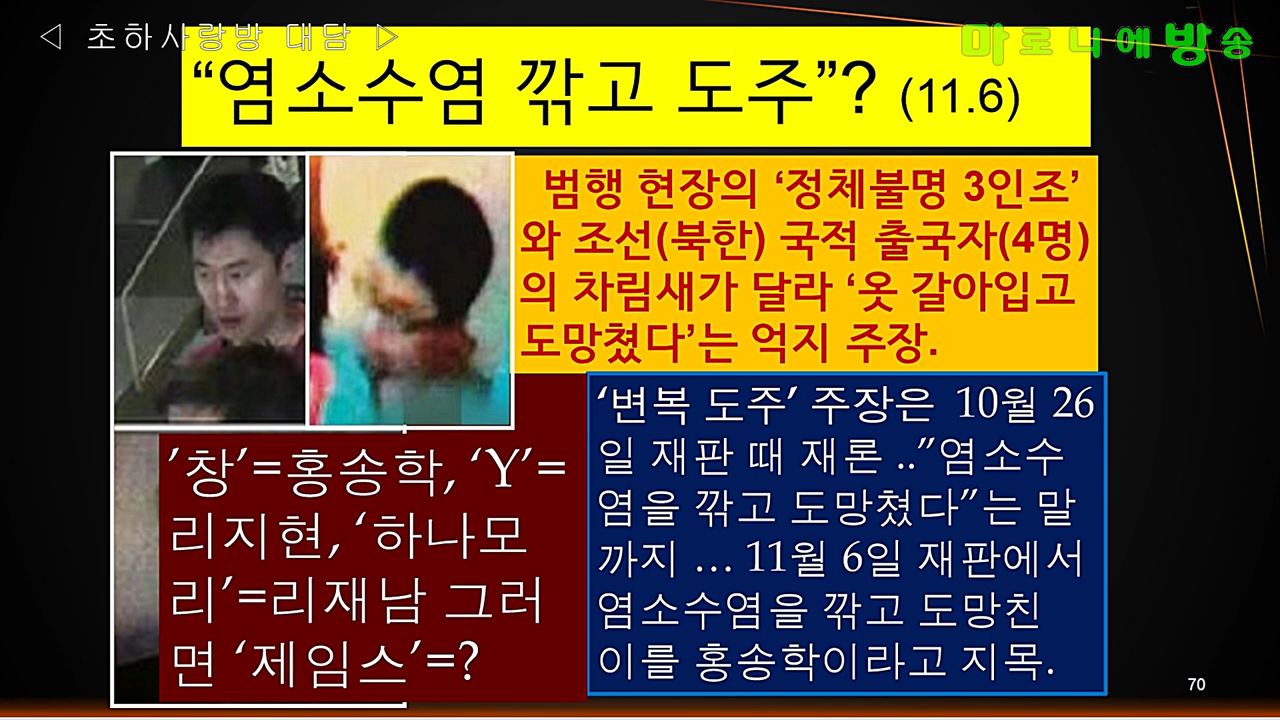 ◁ 초하사랑방 대담 ▷
마로니에방송
“염소수염 깎고 도주”? (11.6)
범행 현장의 ‘정체불명 3인조’
와 조선(북한) 국적 출국자(4명)
의 차림새가 달라 ‘옷 갈아입고
도망쳤다’는 억지 주장.
’창’=홍송학, ‘Y’=
리지현, ‘하나모
리’=리재남 그러
면 ‘제임스’=?
‘변복 도주’ 주장은 10월 26
일 재판 때 재론 ..”염소수
염을 깎고 도망쳤다”는 말
까지 … 11월 6일 재판에서
염소수염을 깎고 도망친
이를 홍송학이라고 지목.
70